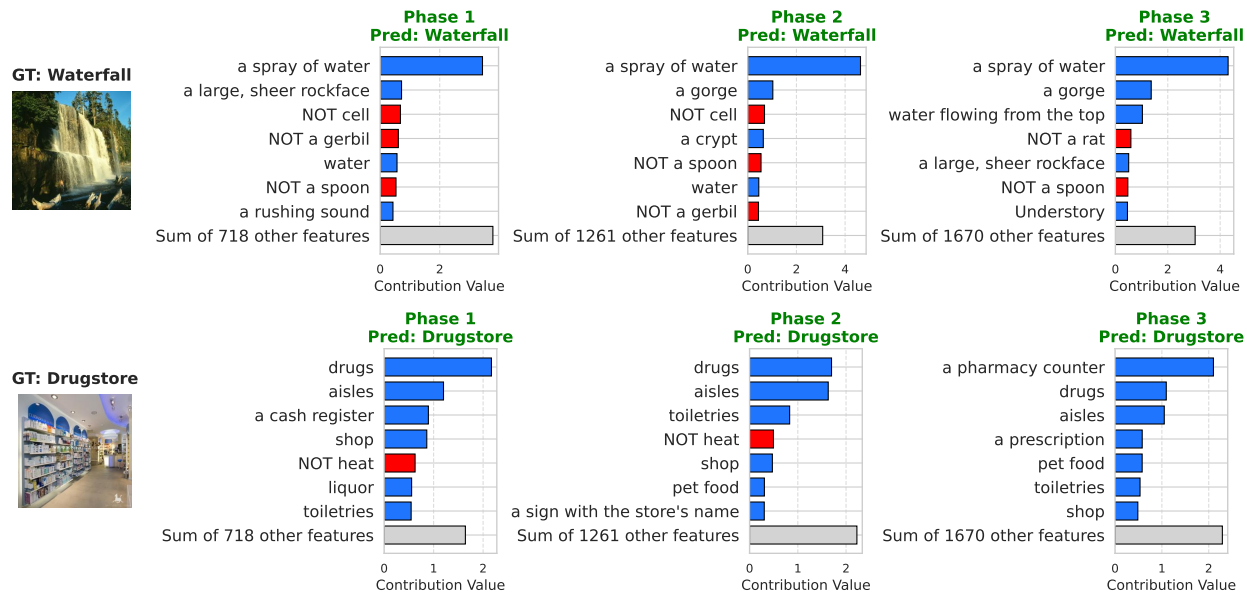 GT: Waterfall
Phase 1
Pred: Waterfall
a spray of water
a large, sheer rockface
NOT cell
NOT a gerbil
water
NOT a spoon
a rushing sound
Sum of 718 other features
0 2
Contribution Value
Phase 2
Pred: Waterfall
a spray of water
a gorge
NOT cell
a crypt
NOT a spoon
water
NOT a gerbil
Sum of 1261 other features
0 2 4
Contribution Value
Phase 3
Pred: Waterfall
a spray of water
a gorge
water flowing from the top
NOT a rat
a large, sheer rockface
NOT a spoon
Understory
Sum of 1670 other features
0 2 4
Contribution Value
GT: Drugstore
Phase 1
Pred: Drugstore
drugs
aisles
a cash register
shop
NOT heat
liquor
toiletries
Sum of 718 other features
0 1 2
Contribution Value
Phase 2
Pred: Drugstore
drugs
aisles
toiletries
NOT heat
shop
pet food
a sign with the store's name
Sum of 1261 other features
0 1 2
Contribution Value
Phase 3
Pred: Drugstore
a pharmacy counter
drugs
aisles
a prescription
pet food
toiletries
shop
Sum of 1670 other features
0 1 2
Contribution Value